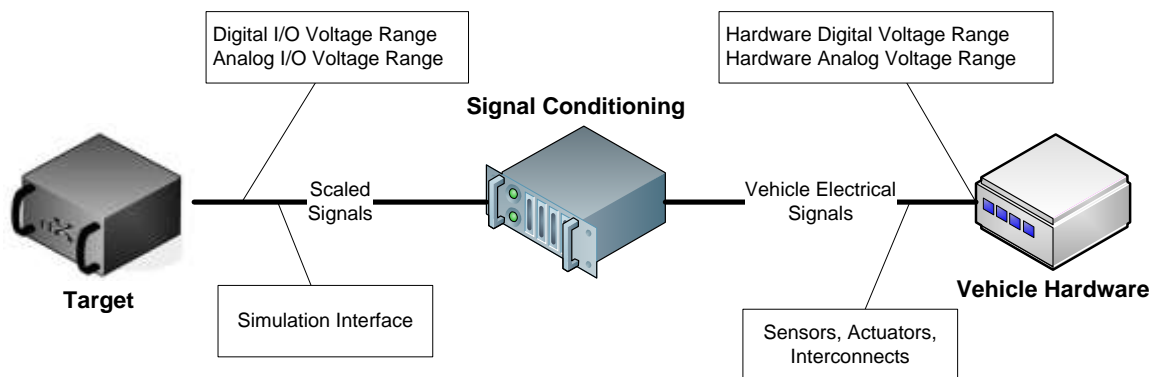 Digital I/O Voltage Range
Analog I/O Voltage Range
Hardware Digital Voltage Range
Hardware Analog Voltage Range
Signal Conditioning
Scaled
Signals
Vehicle Electrical
Signals
Target
Vehicle Hardware
Simulation Interface
Sensors, Actuators,
Interconnects